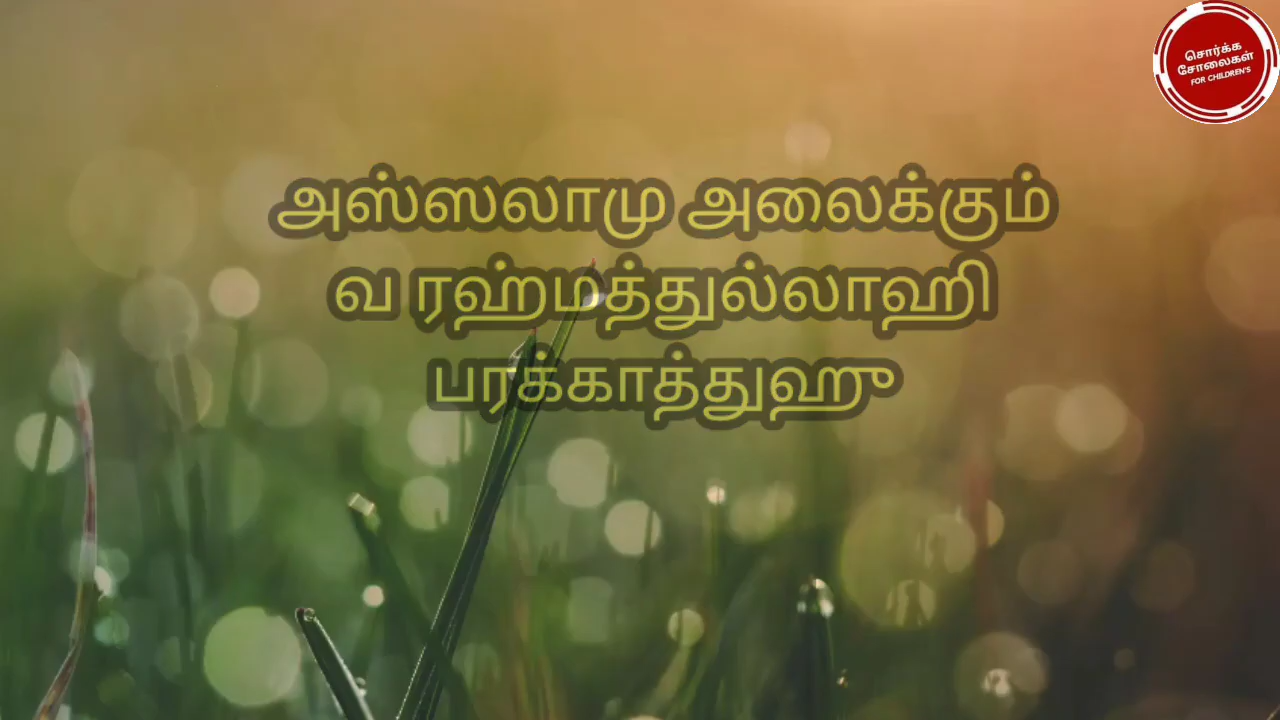 சொர்க்க
சோலைகள்
FOR CHILDREN'S
அஸ்ஸலாமு அலைக்கும்
வ ரஹ்மத்துல்லாஹி
பரக்காத்துஹு